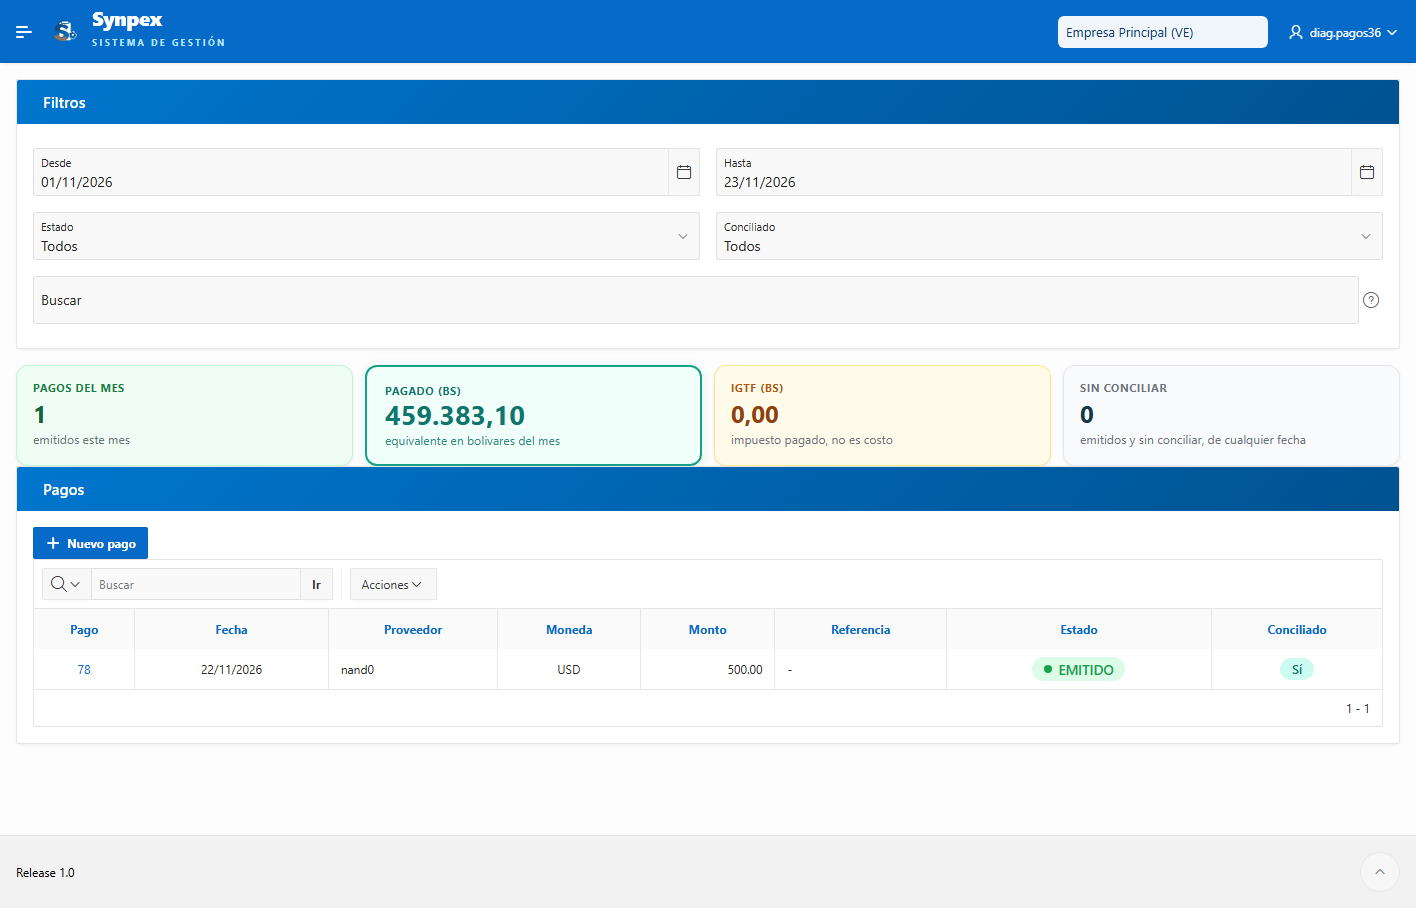 Synpex
SISTEMA DE GESTIÓN
Empresa Principal (VE)
diag.pagos36
Filtros
Desde
01/11/2026
Hasta
23/11/2026
Estado
Todos
Conciliado
Todos
Buscar
PAGOS DEL MES
1
emitidos este mes
PAGADO (BS)
459.383,10
equivalente en bolivares del mes
IGTF (BS)
0,00
impuesto pagado, no es costo
SIN CONCILIAR
0
emitidos y sin conciliar, de cualquier fecha
Pagos
Nuevo pago
Buscar
Ir
Acciones
Pago Fecha Proveedor Moneda Monto Referencia Estado Conciliado
78 22/11/2026 nand0 USD 500.00 - EMITIDO Sí
1 - 1
Release 1.0